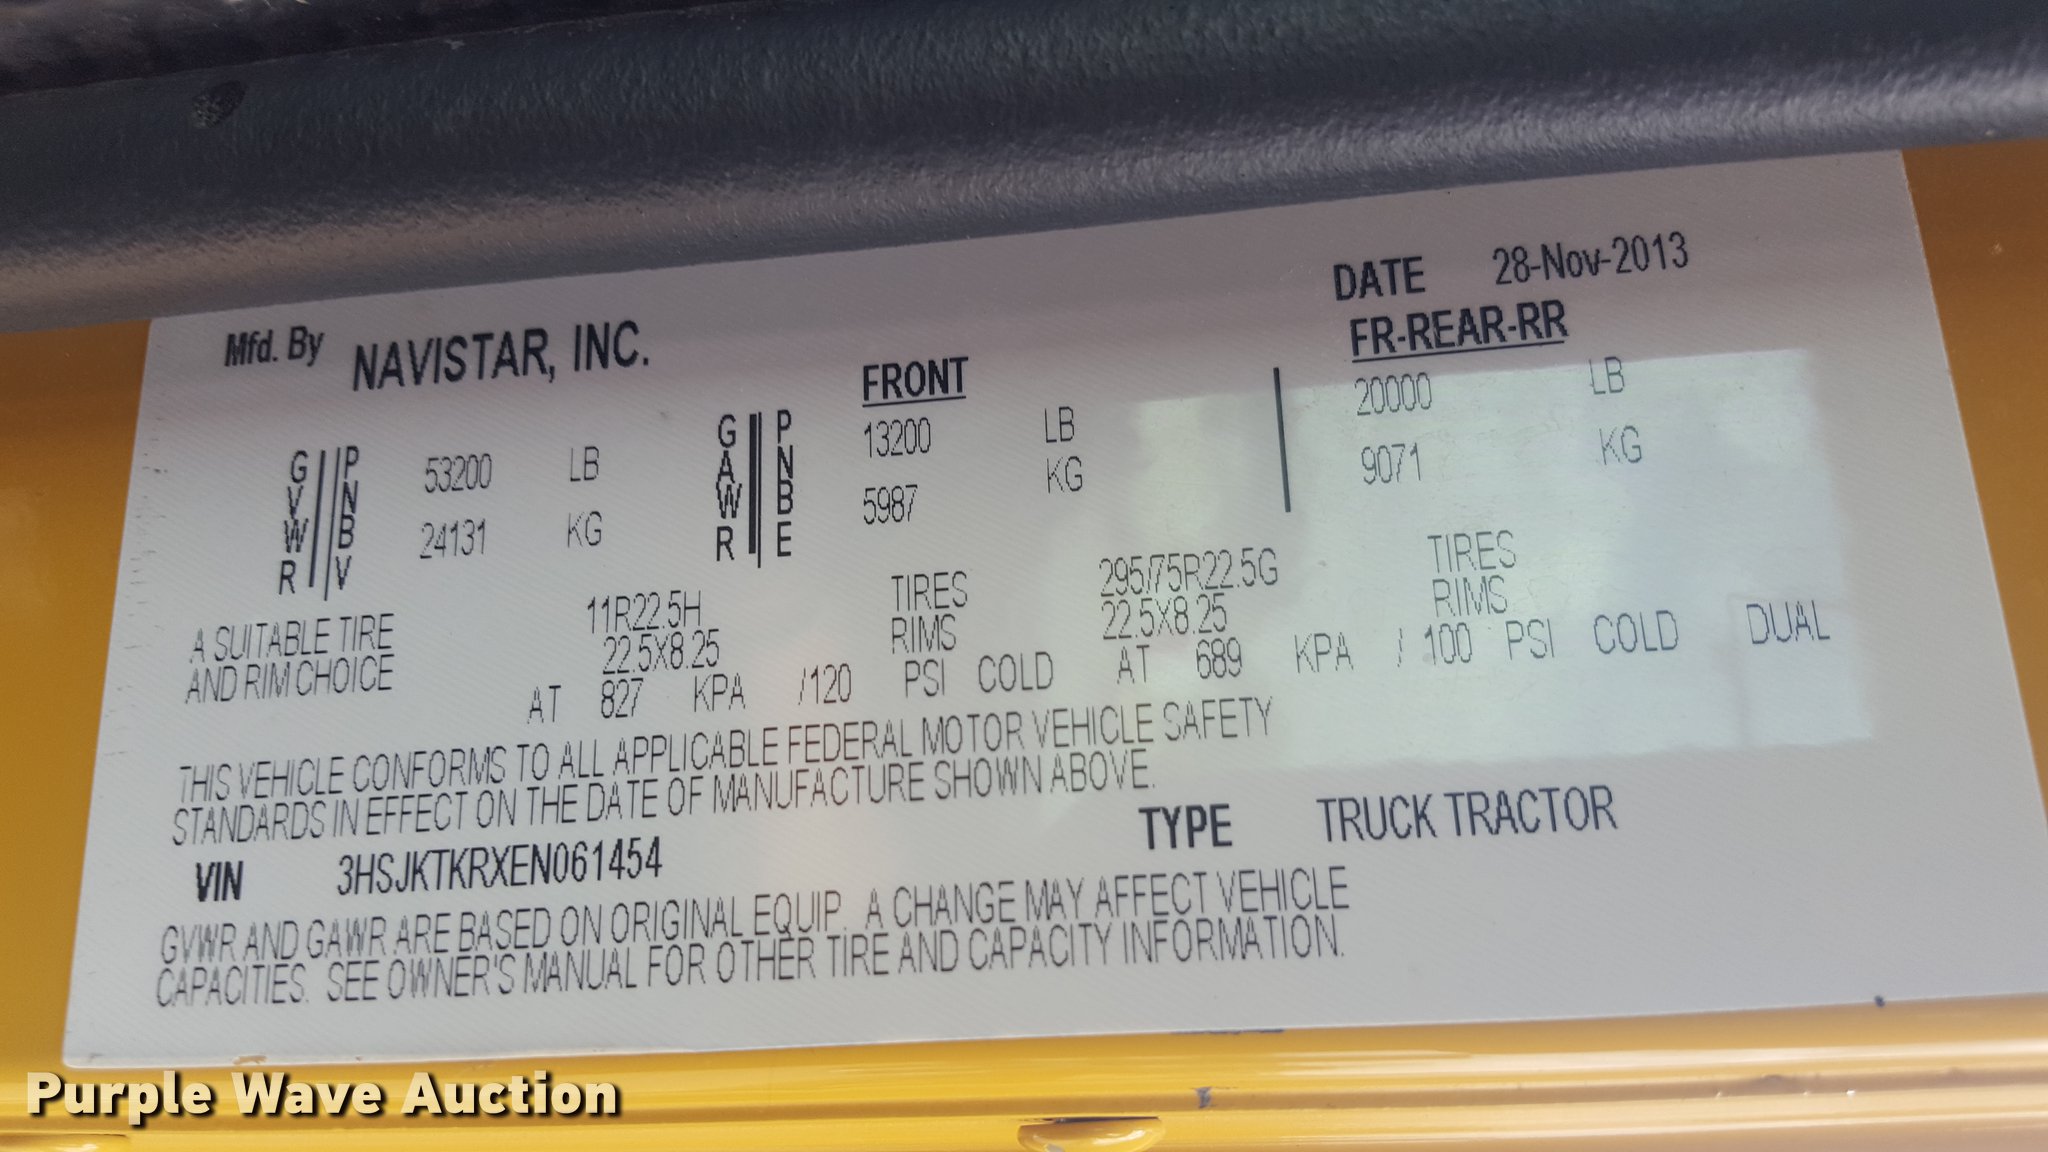 Mfd. By NAVISTAR, INC. DATE 28-Nov-2013
FRONT FR-REAR-RR
GVWR PNBV 53200 LB GAWR PNBE 13200 LB 20000 LB
24131 KG 5987 KG 9071 KG
A SUITABLE TIRE 11R22.5H TIRES 295/75R22.5G TIRES
AND RIM CHOICE 22.5X8.25 RIMS 22.5X8.25 RIMS
AT 827 KPA /120 PSI COLD AT 689 KPA / 100 PSI COLD DUAL
THIS VEHICLE CONFORMS TO ALL APPLICABLE FEDERAL MOTOR VEHICLE SAFETY
STANDARDS IN EFFECT ON THE DATE OF MANUFACTURE SHOWN ABOVE.
VIN 3HSJKTKRXEN061454 TYPE TRUCK TRACTOR
GVWR AND GAWR ARE BASED ON ORIGINAL EQUIP. A CHANGE MAY AFFECT VEHICLE
CAPACITIES. SEE OWNER'S MANUAL FOR OTHER TIRE AND CAPACITY INFORMATION.
Purple Wave Auction